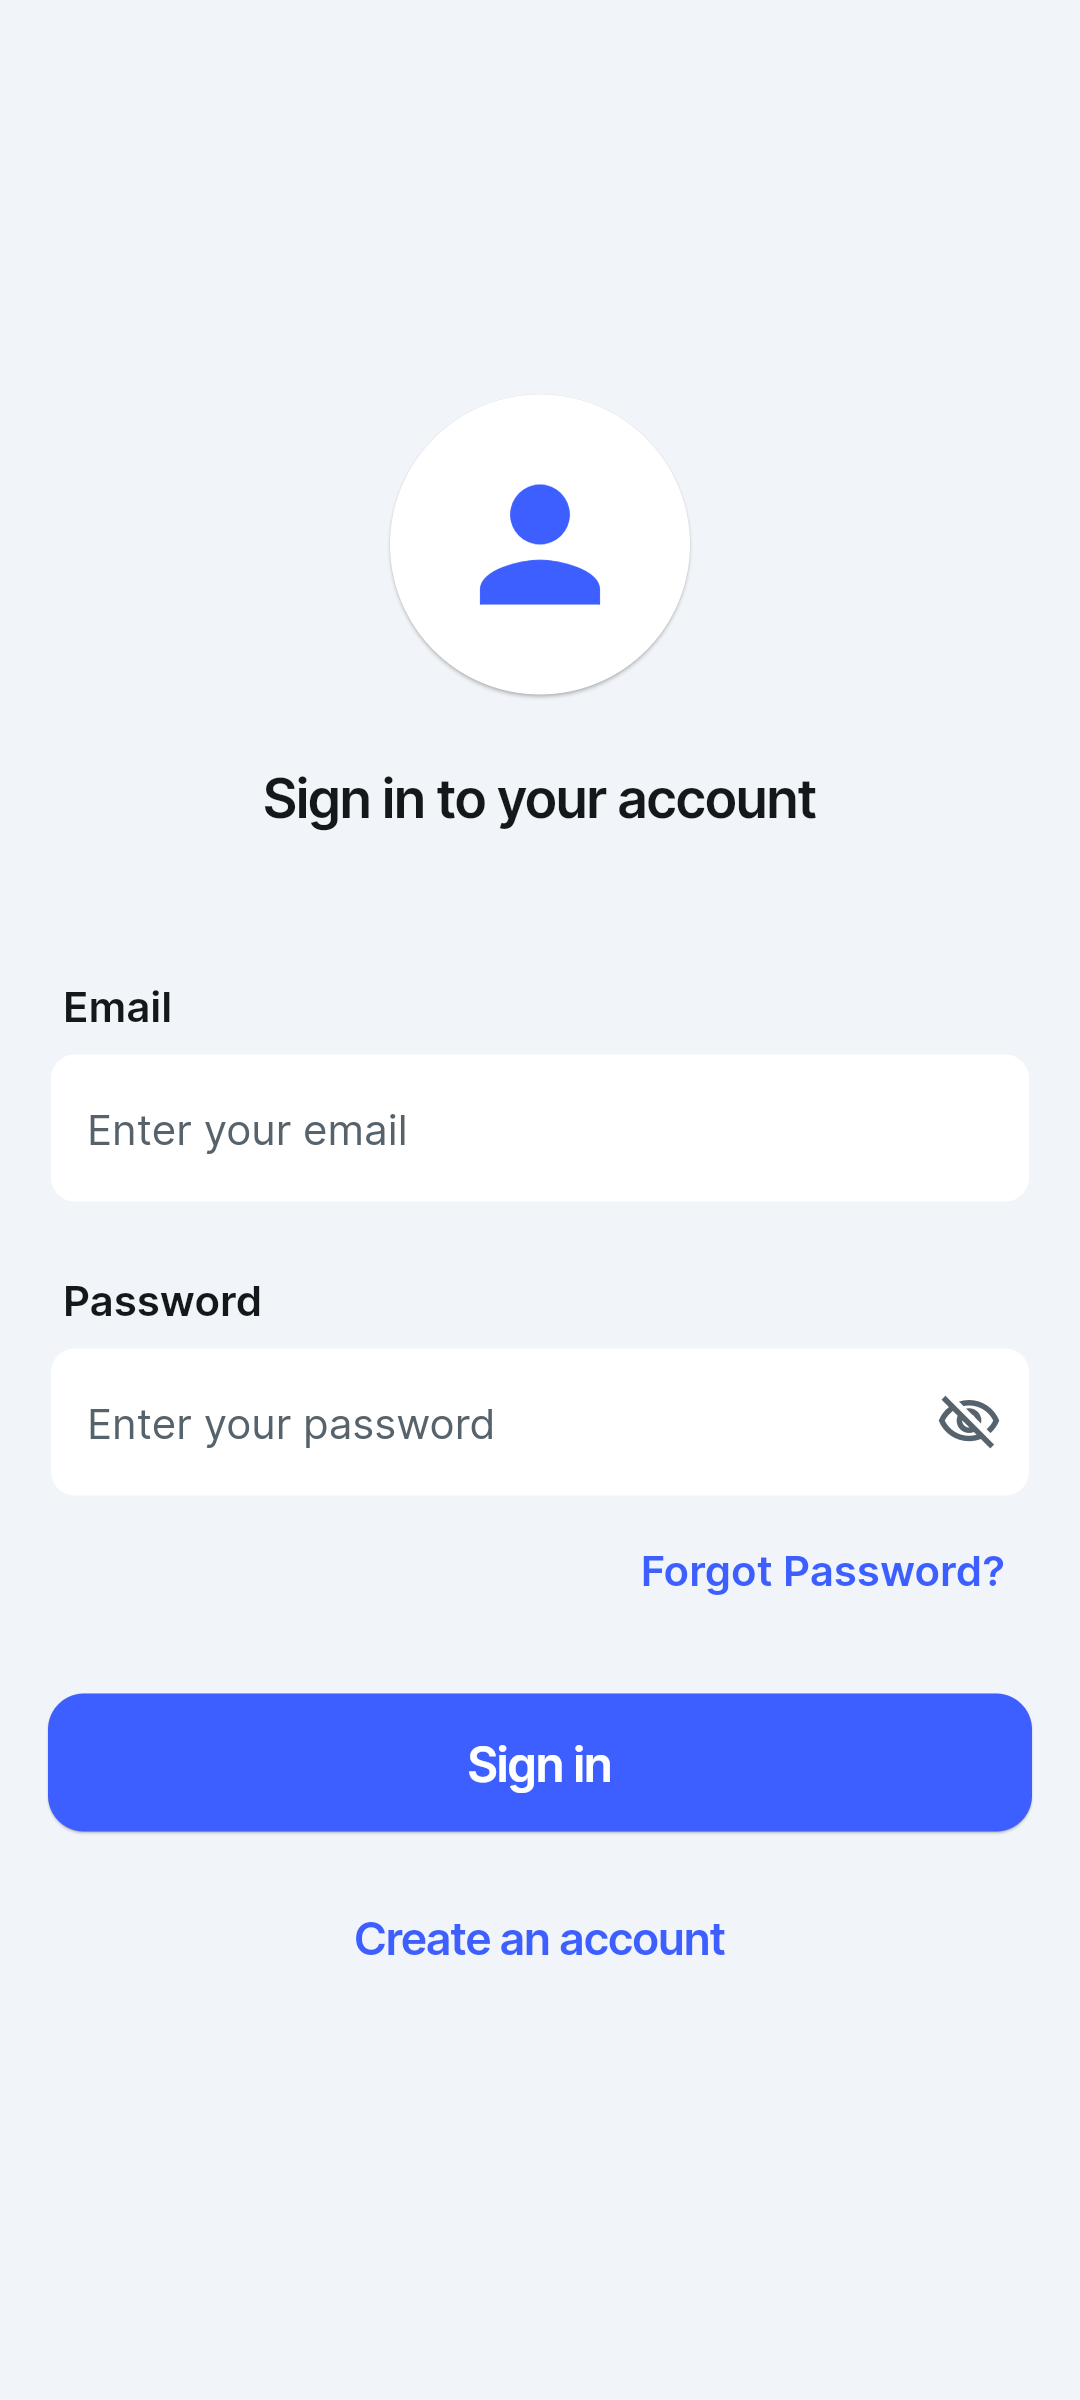 Sign in to your account
Email
Enter your email
Password
Enter your password
Forgot Password?
Sign in
Create an account